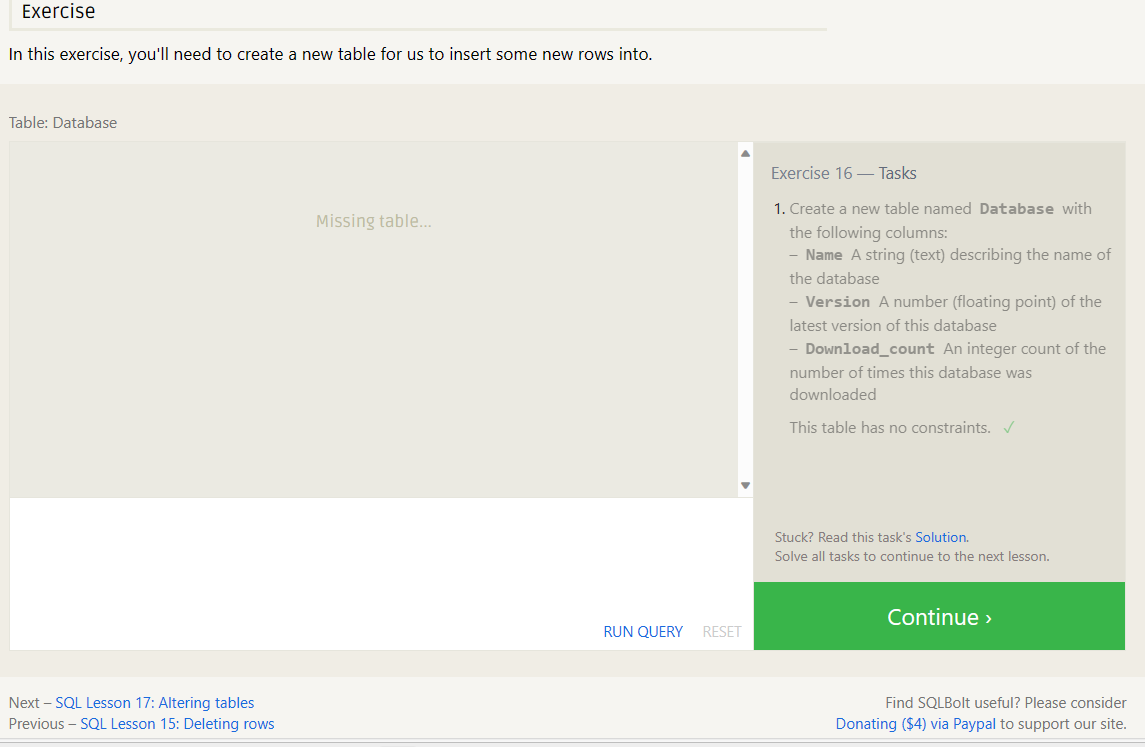 Exercise
In this exercise, you'll need to create a new table for us to insert some new rows into.
Table: Database
Missing table...
RUN QUERY RESET
Exercise 16 — Tasks
1. Create a new table named Database with
the following columns:
– Name A string (text) describing the name of
the database
– Version A number (floating point) of the
latest version of this database
– Download_count An integer count of the
number of times this database was
downloaded
This table has no constraints. ✓
Stuck? Read this task's Solution.
Solve all tasks to continue to the next lesson.
Continue ›
Next – SQL Lesson 17: Altering tables
Previous – SQL Lesson 15: Deleting rows
Find SQLBolt useful? Please consider
Donating ($4) via Paypal to support our site.